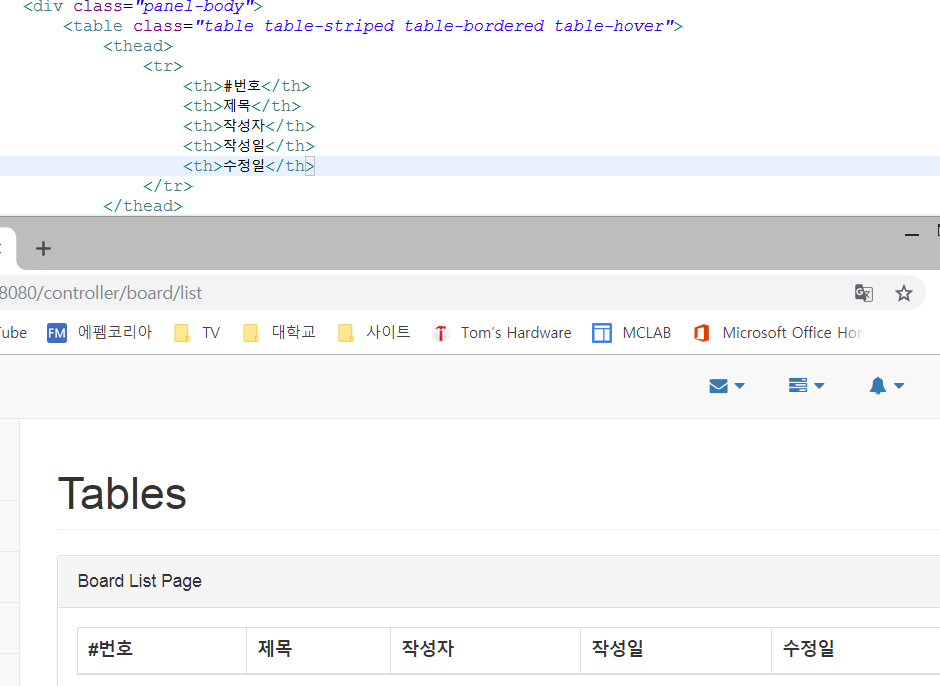 <div class="panel-body">
<table class="table table-striped table-bordered table-hover">
<thead>
<tr>
<th>#번호</th>
<th>제목</th>
<th>작성자</th>
<th>작성일</th>
<th>수정일</th>
</tr>
</thead>
8080/controller/board/list
ube FM 에펨코리아 TV 대학교 사이트 Tom's Hardware MCLAB Microsoft Office Hon
Tables
Board List Page
#번호 제목 작성자 작성일 수정일